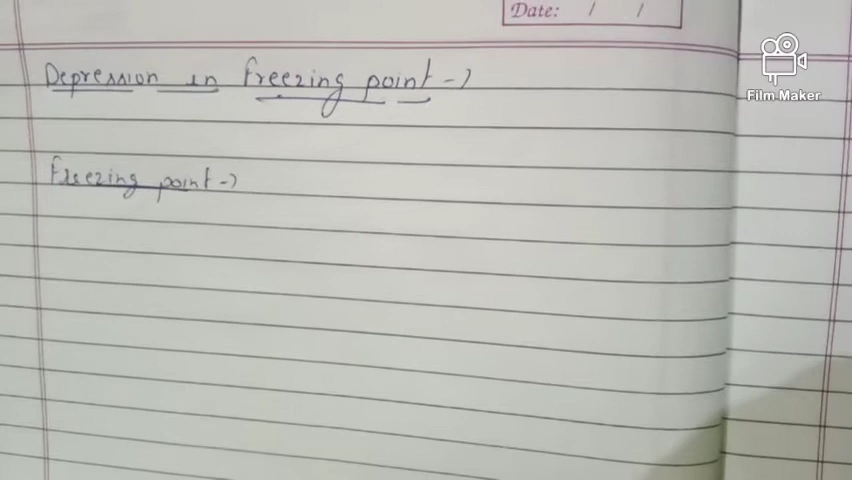 Date: / /
Film Maker
Depression in freezing point →
freezing point →